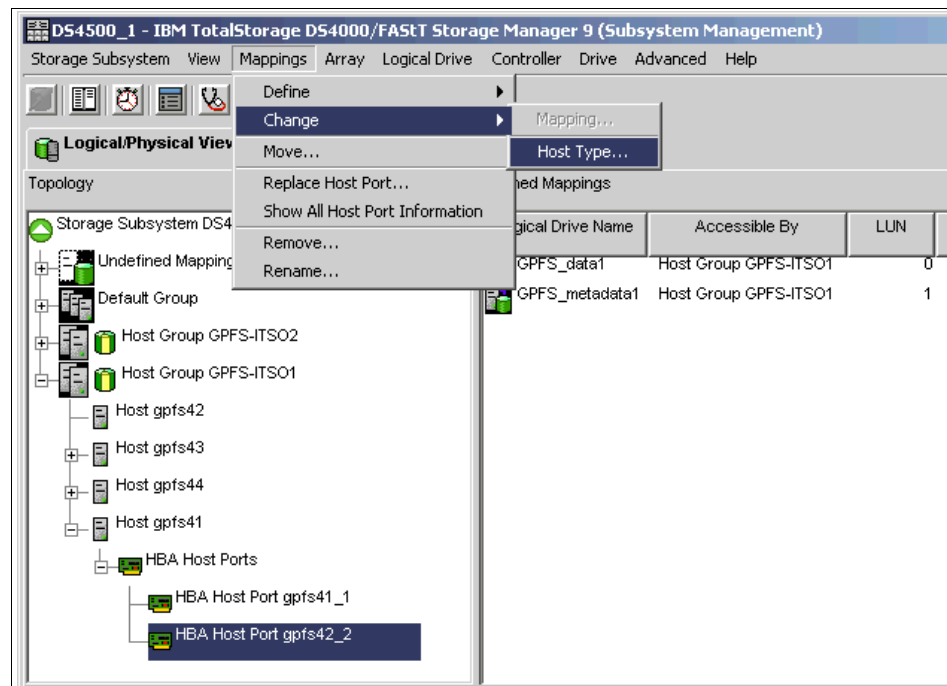 DS4500_1 - IBM TotalStorage DS4000/FAStT Storage Manager 9 (Subsystem Management)
Storage Subsystem View Mappings Array Logical Drive Controller Drive Advanced Help
Define
Change
Mapping...
Host Type...
Move...
Replace Host Port...
Show All Host Port Information
Remove...
Rename...
Logical/Physical View
Topology
Storage Subsystem DS4
Undefined Mapping
Default Group
Host Group GPFS-ITSO2
Host Group GPFS-ITSO1
Host gpfs42
Host gpfs43
Host gpfs44
Host gpfs41
HBA Host Ports
HBA Host Port gpfs41_1
HBA Host Port gpfs42_2
ned Mappings
gical Drive Name Accessible By LUN
GPFS_data1 Host Group GPFS-ITSO1 0
GPFS_metadata1 Host Group GPFS-ITSO1 1